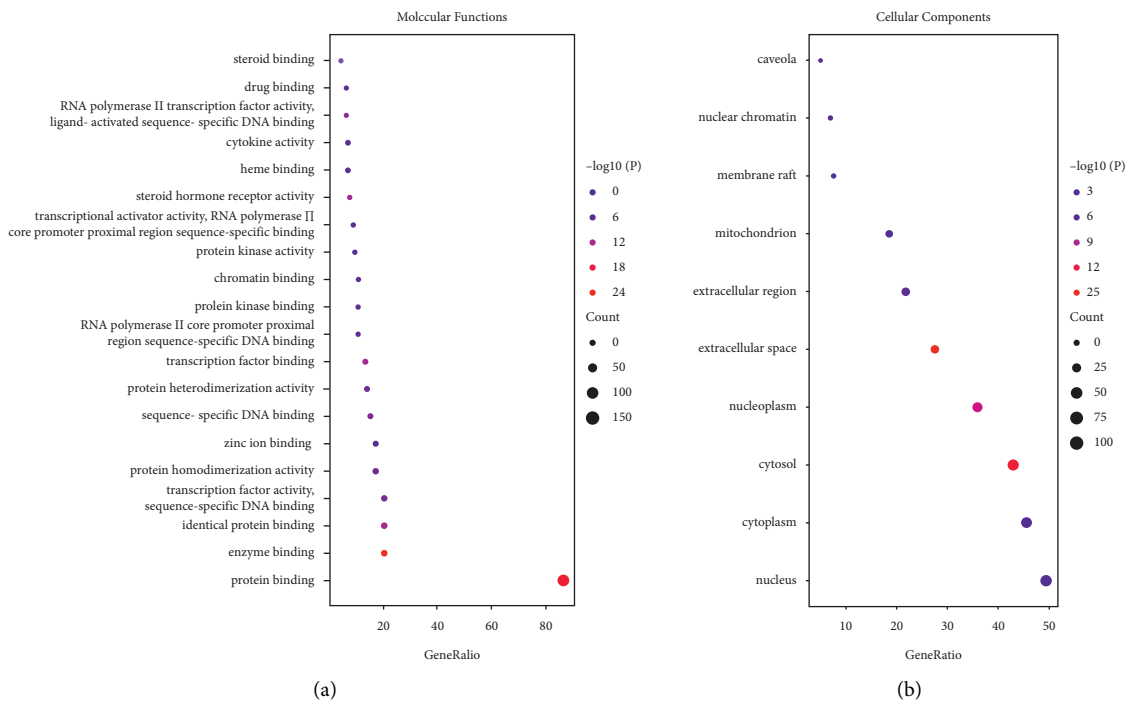 Molccular Functions
steroid binding
drug binding
RNA polymerase II transcription factor activity,
ligand- activated sequence- specific DNA binding
cytokine activity
heme binding
steroid hormone receptor activity
transcriptional activator activity, RNA polymerase Π
core promoter proximal region sequence-specific binding
protein kinase activity
chromatin binding
prolein kinase binding
RNA polymerase II core promoter proximal
region sequence-specific DNA binding
transcription factor binding
protein heterodimerization activity
sequence- specific DNA binding
zinc ion binding
protein homodimerization activity
transcription factor activity,
sequence-specific DNA binding
identical protein binding
enzyme binding
protein binding
20
40
60
80
GeneRalio
–log10 (P)
0
6
12
18
24
Count
0
50
100
150
(a)
Cellular Components
caveola
nuclear chromatin
membrane raft
mitochondrion
extracellular region
extracellular space
nucleoplasm
cytosol
cytoplasm
nucleus
10
20
30
40
50
GeneRatio
–log10 (P)
3
6
9
12
25
Count
0
25
50
75
100
(b)